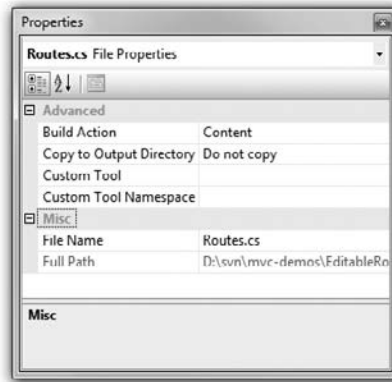 Properties
Routes.cs File Properties
Advanced
Build Action Content
Copy to Output Directory Do not copy
Custom Tool
Custom Tool Namespace
Misc
File Name Routes.cs
Full Path D:\svn\mvc-demos\EditableRo
Misc